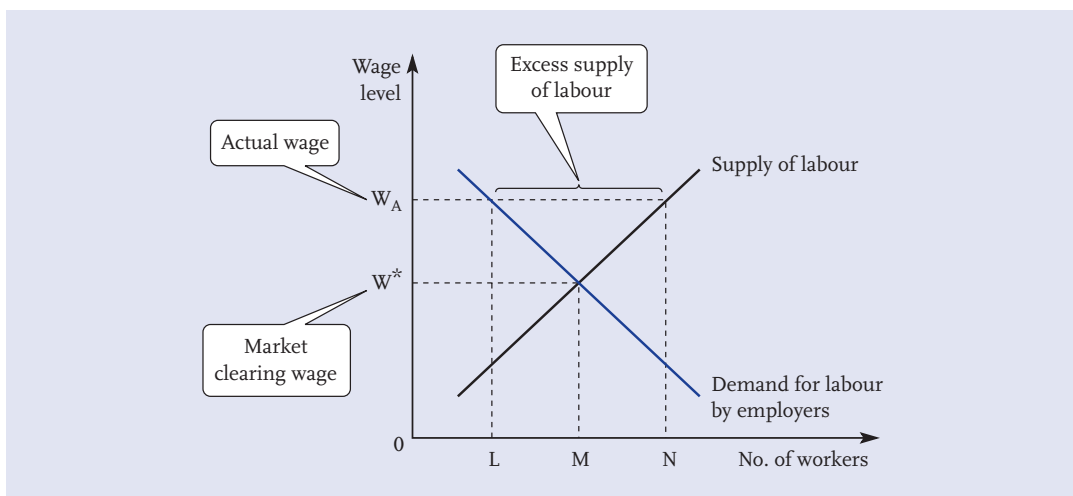 Wage
level
Excess supply
of labour
Actual wage
Supply of labour
W_A
W*
Market
clearing wage
Demand for labour
by employers
0
L
M
N
No. of workers